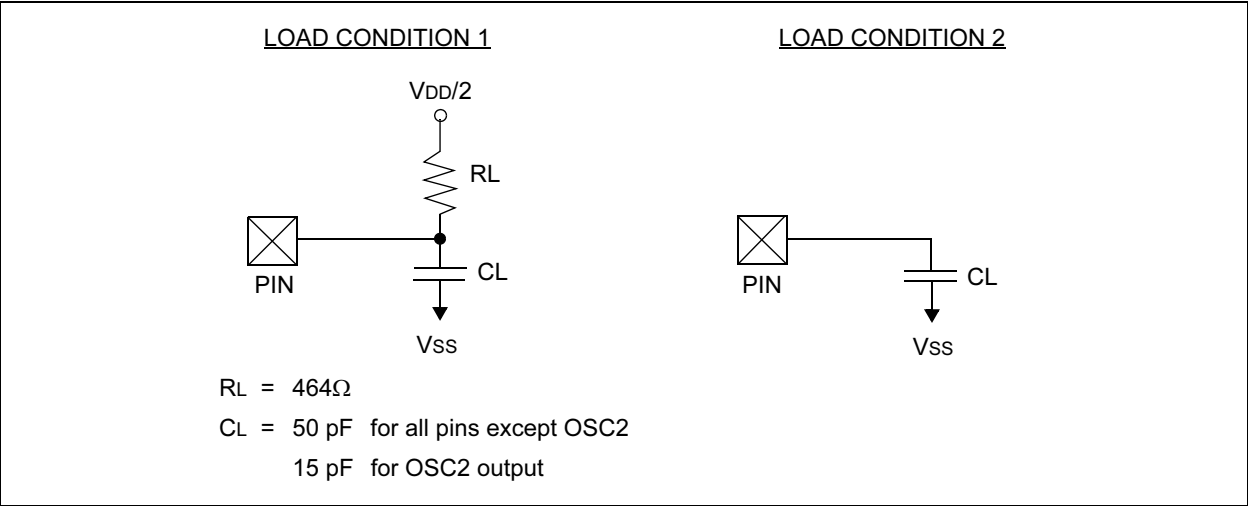 LOAD CONDITION 1
VDD/2
RL
PIN
CL
VSS
LOAD CONDITION 2
PIN
CL
VSS
RL = 464Ω
CL = 50 pF for all pins except OSC2
15 pF for OSC2 output